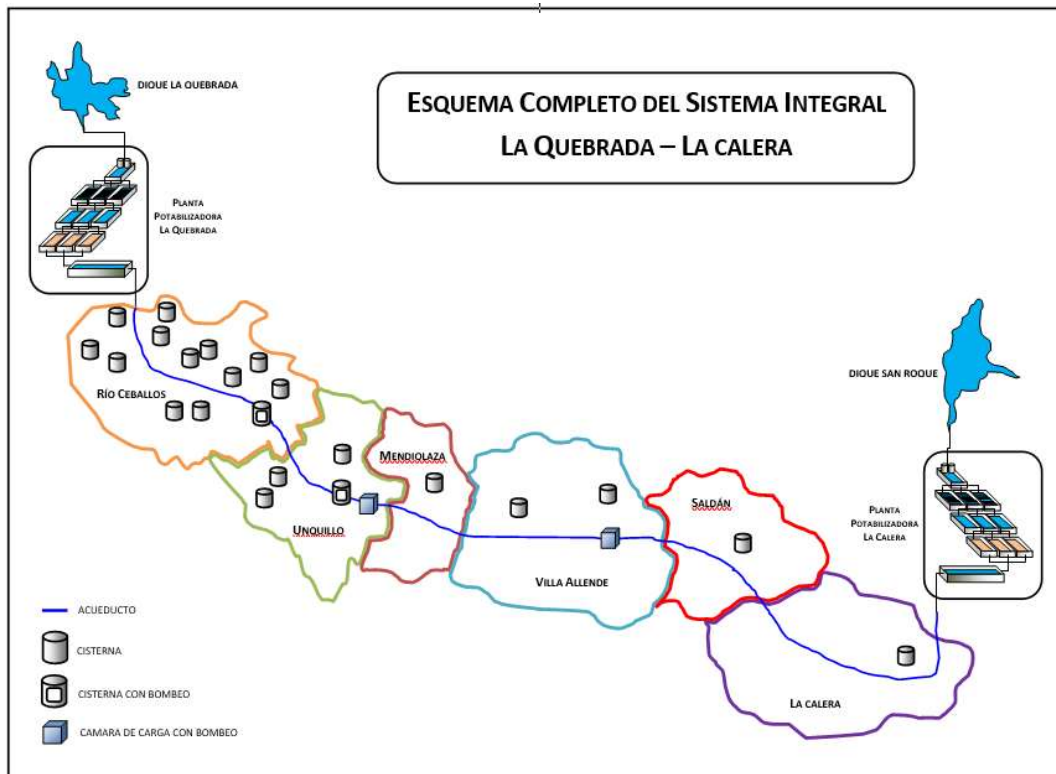 DIQUE LA QUEBRADA
ESQUEMA COMPLETO DEL SISTEMA INTEGRAL
LA QUEBRADA – LA CALERA
PLANTA
POTABILIZADORA
LA QUEBRADA
DIQUE SAN ROQUE
RÍO CEBALLOS
MENDIOLAZA
SALDÁN
PLANTA
POTABILIZADORA
LA CALERA
UNQUILLO
VILLA ALLENDE
LA CALERA
ACUEDUCTO
CISTERNA
CISTERNA CON BOMBEO
CAMARA DE CARGA CON BOMBEO